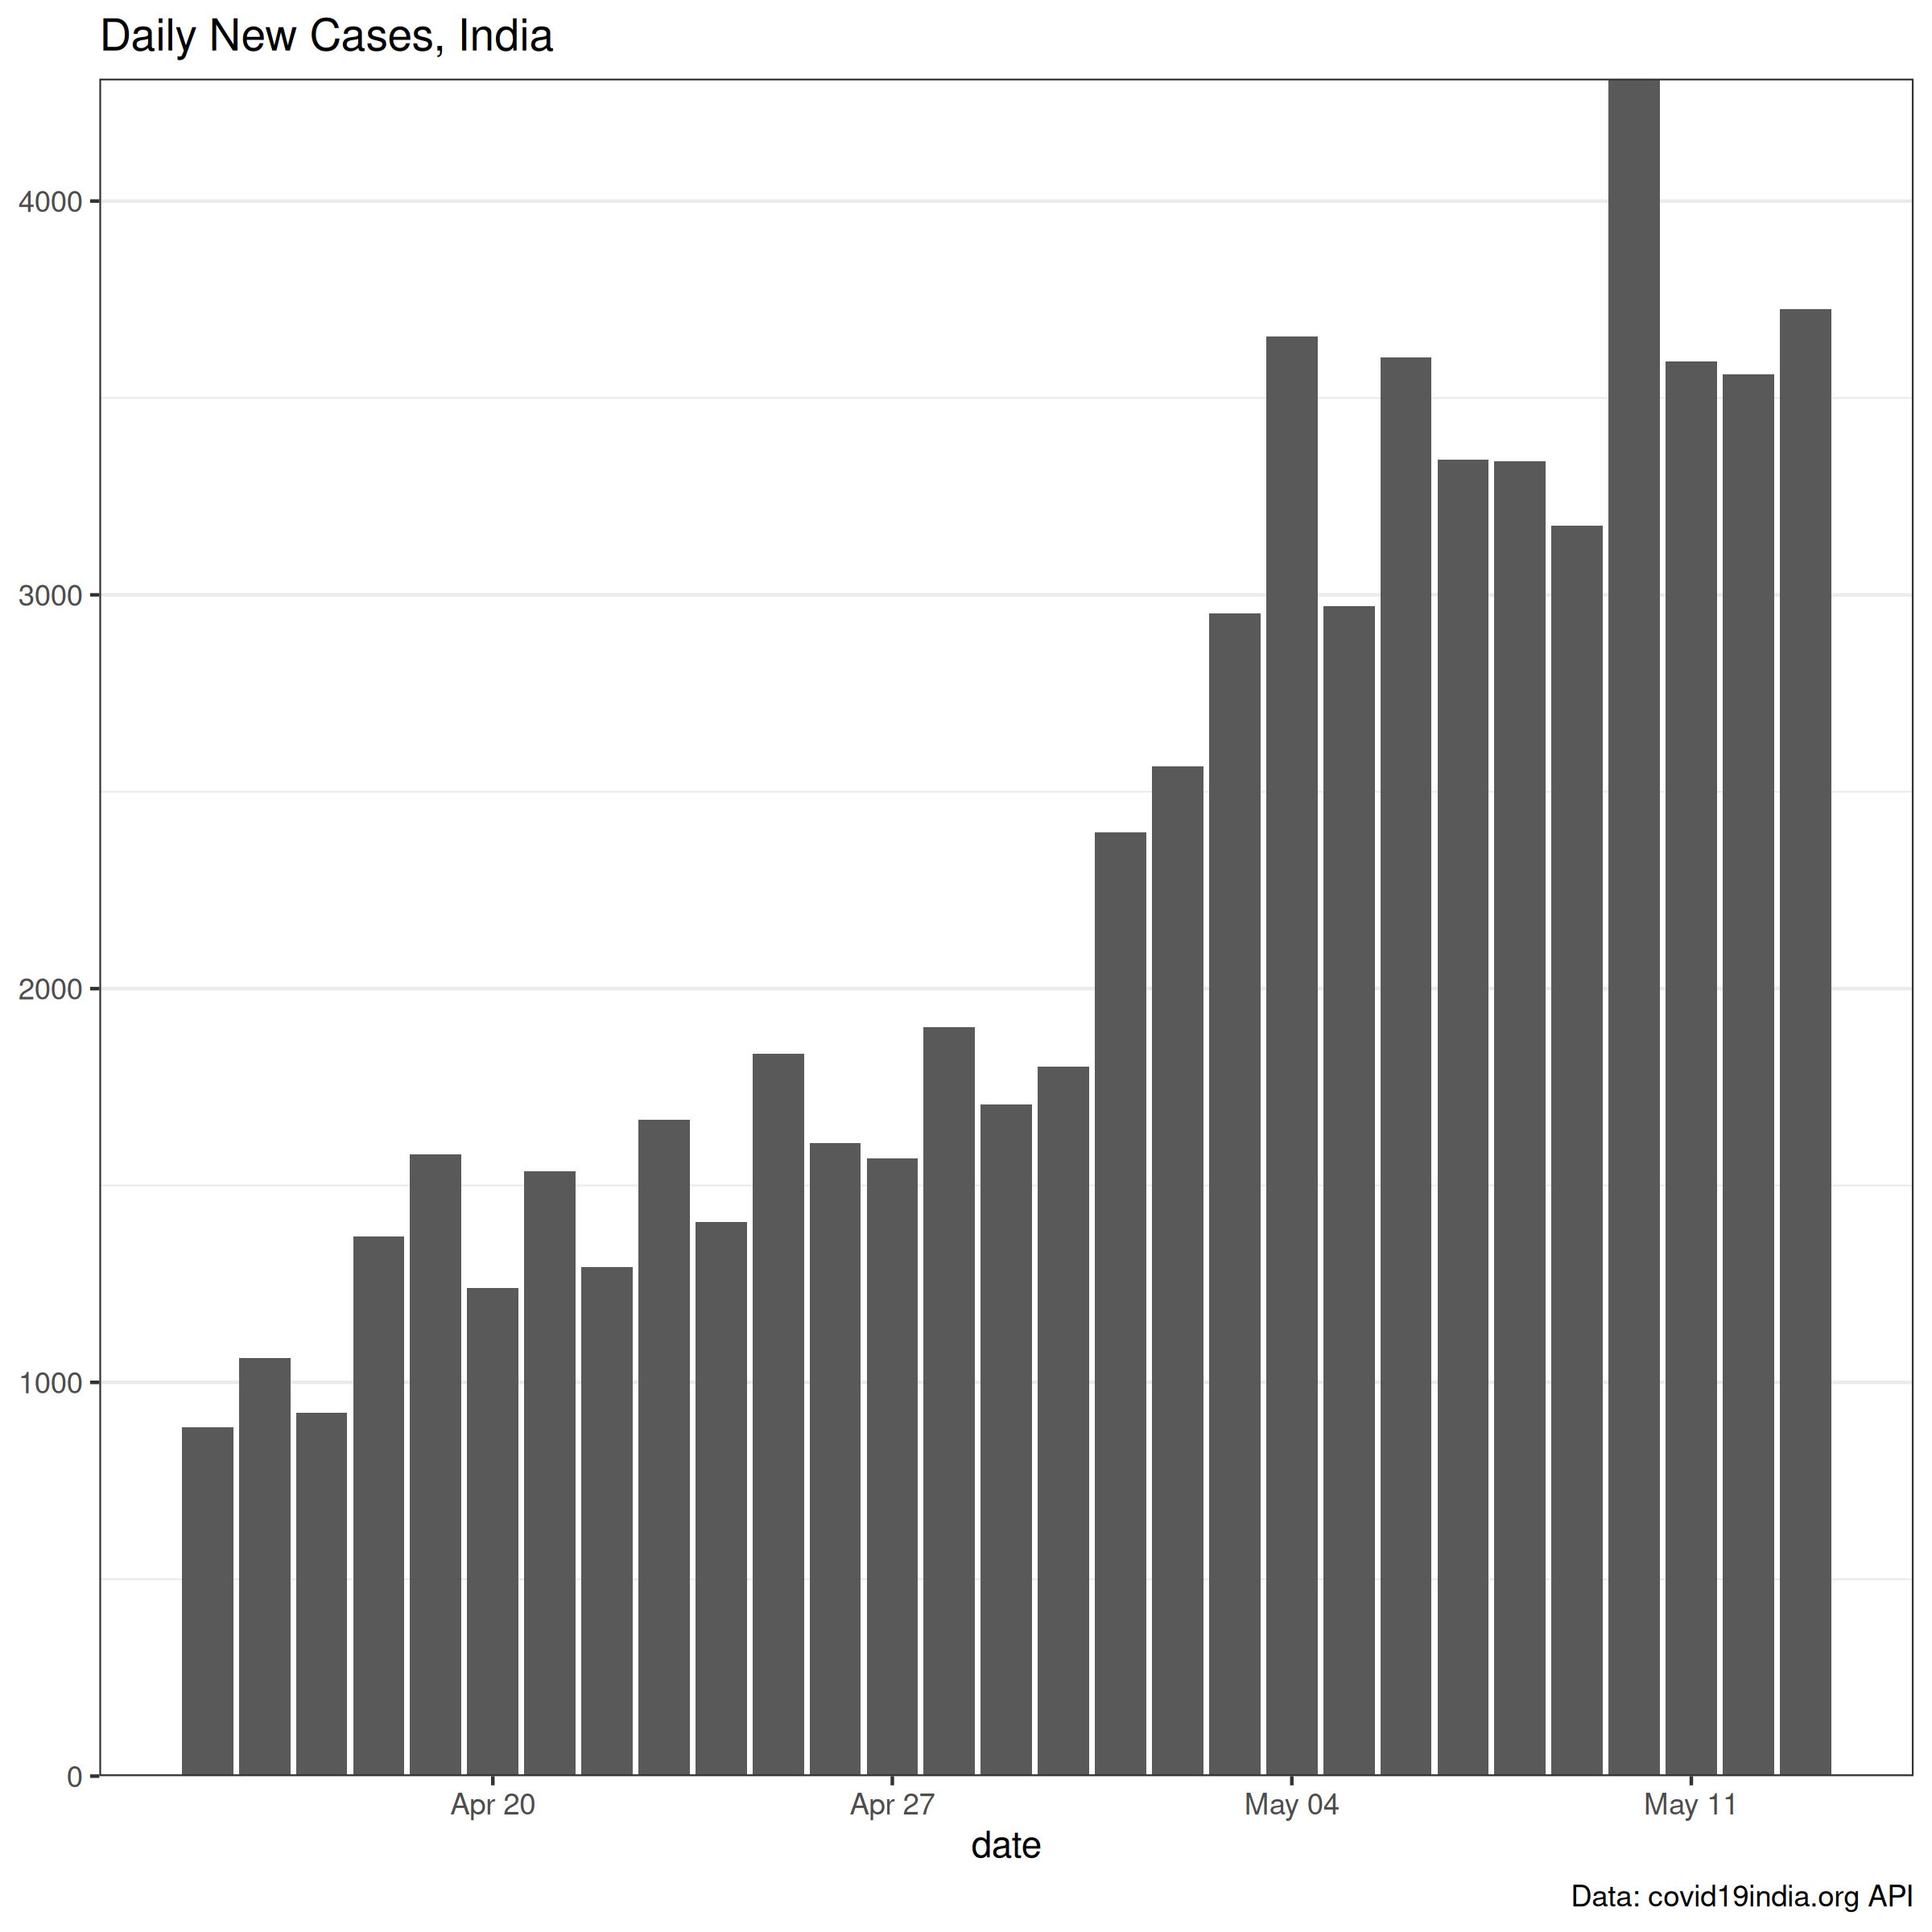 Daily New Cases, India
4000
3000
2000
1000
0
Apr 20 Apr 27 May 04 May 11
date
Data: covid19india.org API